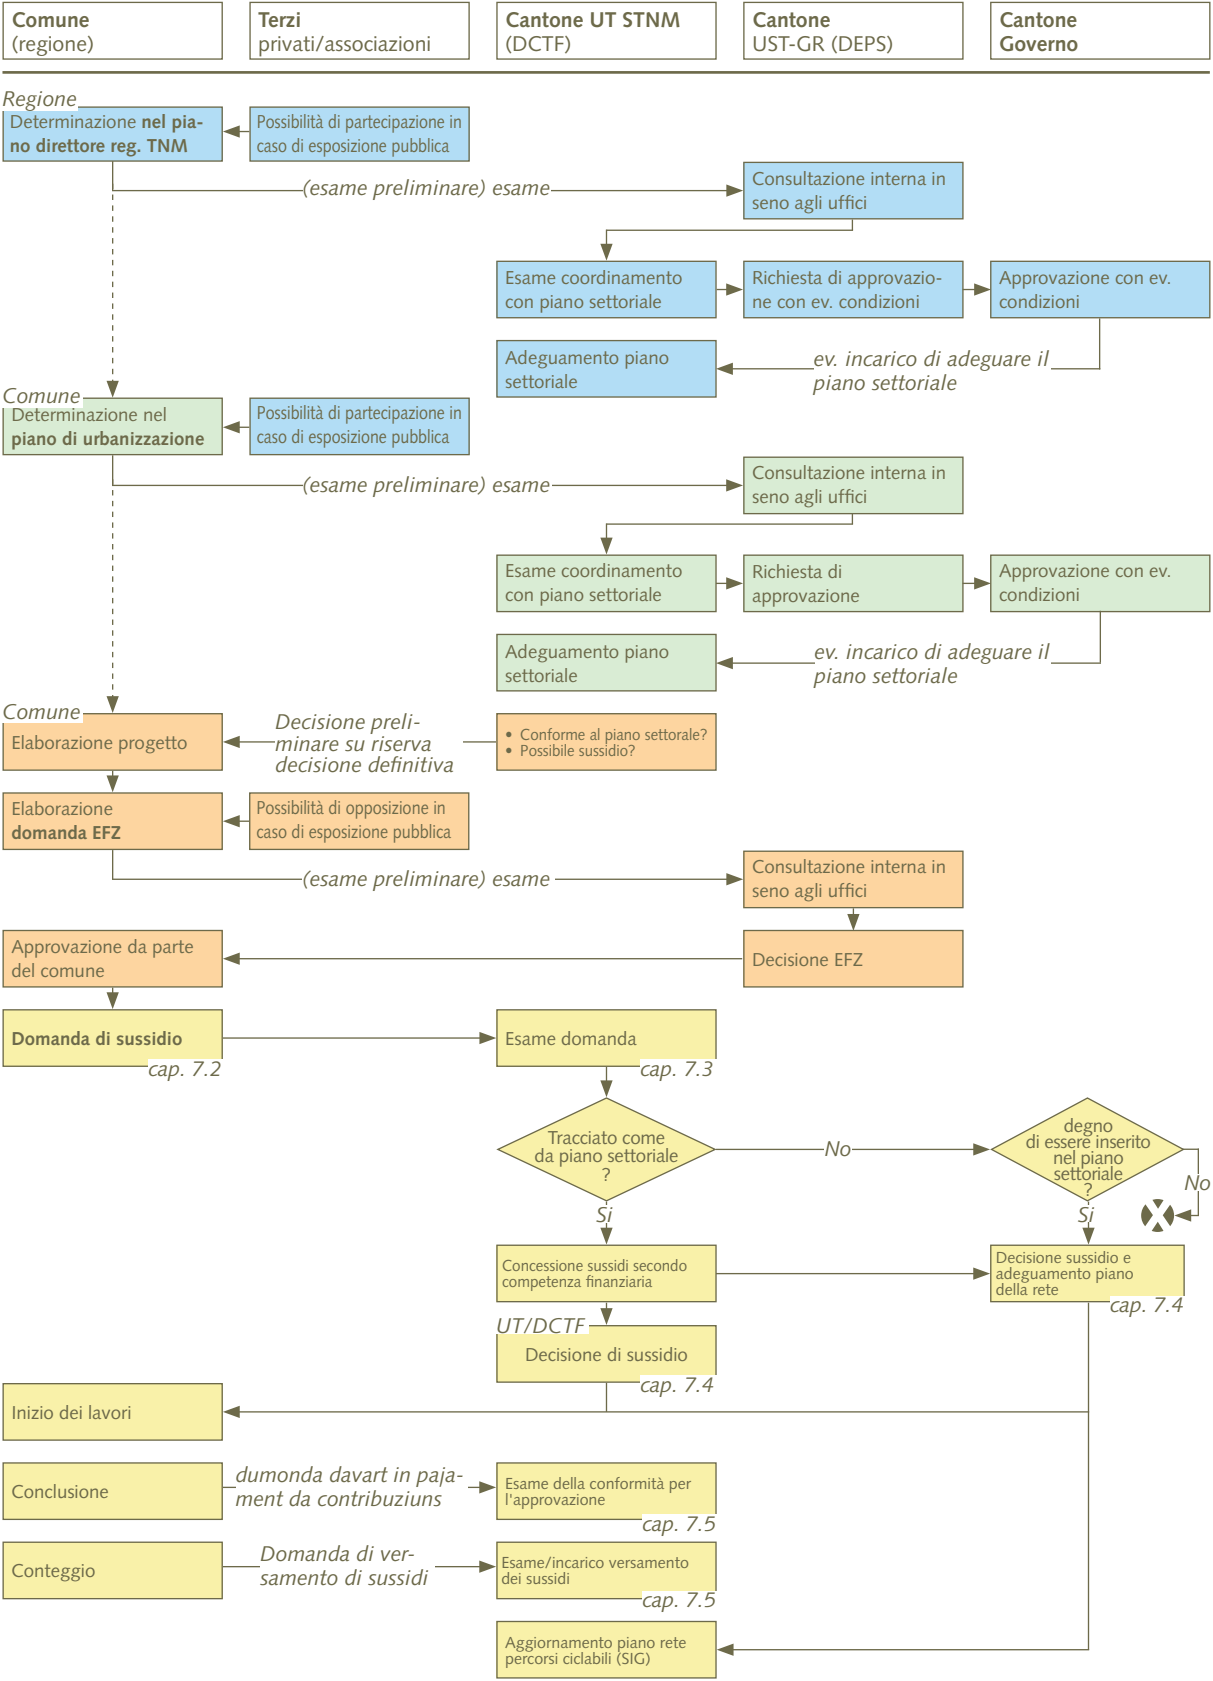 Comune
(regione)
Terzi
privati/associazioni
Cantone UT STNM
(DCTF)
Cantone
UST-GR (DEPS)
Cantone
Governo
Regione
Determinazione nel pia-
no direttore reg. TNM
Possibilità di partecipazione in
caso di esposizione pubblica
(esame preliminare) esame
Consultazione interna in
seno agli uffici
Esame coordinamento
con piano settoriale
Richiesta di approvazio-
ne con ev. condizioni
Approvazione con ev.
condizioni
Adeguamento piano
settoriale
ev. incarico di adeguare il
piano settoriale
Comune
Determinazione nel
piano di urbanizzazione
Possibilità di partecipazione in
caso di esposizione pubblica
(esame preliminare) esame
Consultazione interna in
seno agli uffici
Esame coordinamento
con piano settoriale
Richiesta di
approvazione
Approvazione con ev.
condizioni
Adeguamento piano
settoriale
ev. incarico di adeguare il
piano settoriale
Comune
Elaborazione progetto
Decisione preli-
minare su riserva
decisione definitiva
• Conforme al piano settorale?
• Possibile sussidio?
Elaborazione
domanda EFZ
Possibilità di opposizione in
caso di esposizione pubblica
(esame preliminare) esame
Consultazione interna in
seno agli uffici
Approvazione da parte
del comune
Decisione EFZ
Domanda di sussidio
cap. 7.2
Esame domanda
cap. 7.3
Tracciato come
da piano settoriale
?
No
degno
di essere inserito
nel piano
settoriale
?
No
Si
Si
Concessione sussidi secondo
competenza finanziaria
Decisione sussidio e
adeguamento piano
della rete
cap. 7.4
UT/DCTF
Decisione di sussidio
cap. 7.4
Inizio dei lavori
Conclusione
dumonda davart in paja-
ment da contribuziuns
Esame della conformità per
l'approvazione
cap. 7.5
Conteggio
Domanda di ver-
samento di sussidi
Esame/incarico versamento
dei sussidi
cap. 7.5
Aggiornamento piano rete
percorsi ciclabili (SIG)